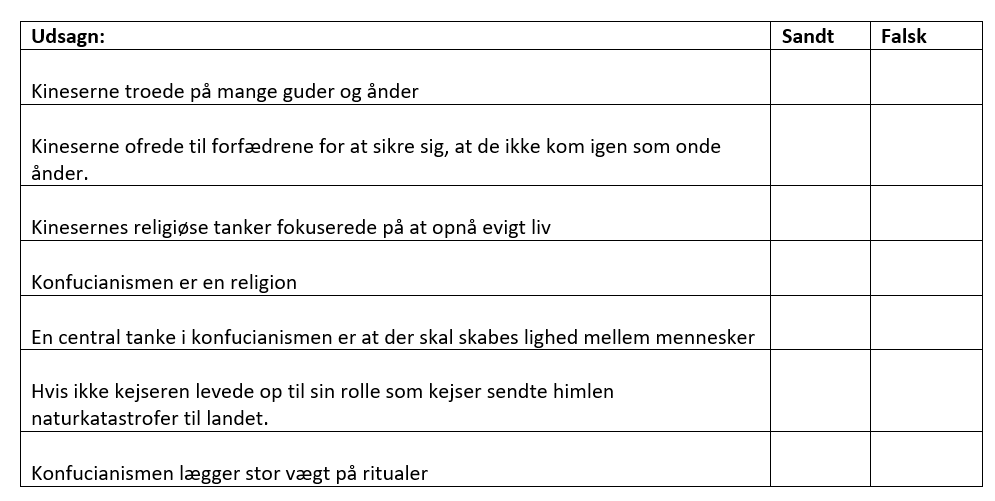 Udsagn: Sandt Falsk
Kineserne troede på mange guder og ånder
Kineserne ofrede til forfædrene for at sikre sig, at de ikke kom igen som onde
ånder.
Kinesernes religiøse tanker fokuserede på at opnå evigt liv
Konfucianismen er en religion
En central tanke i konfucianismen er at der skal skabes lighed mellem mennesker
Hvis ikke kejseren levede op til sin rolle som kejser sendte himlen
naturkatastrofer til landet.
Konfucianismen lægger stor vægt på ritualer